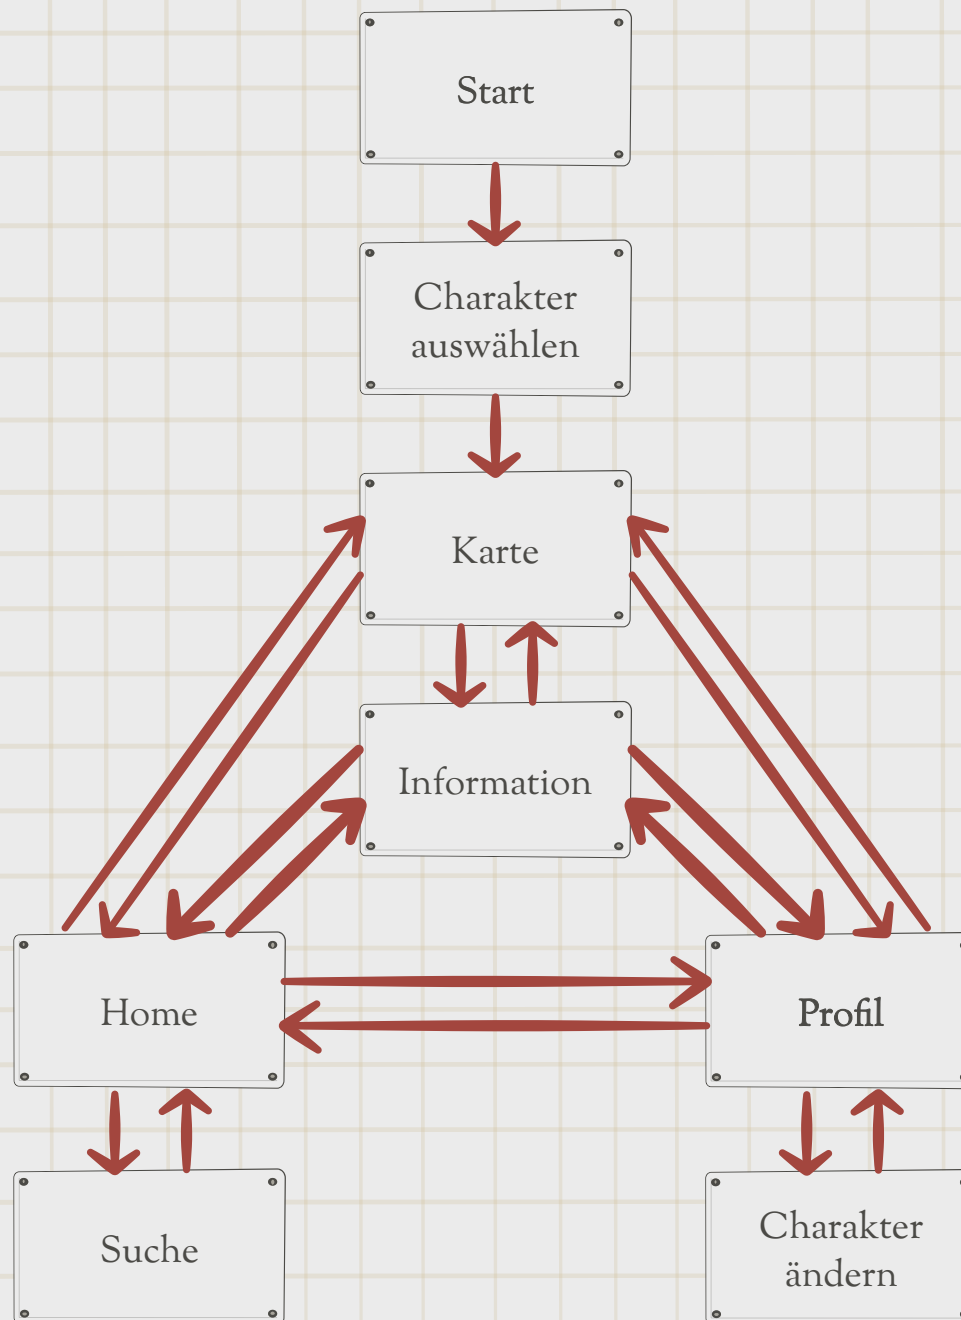 Start
Charakter
auswählen
Karte
Information
Home
Profil
Suche
Charakter
ändern